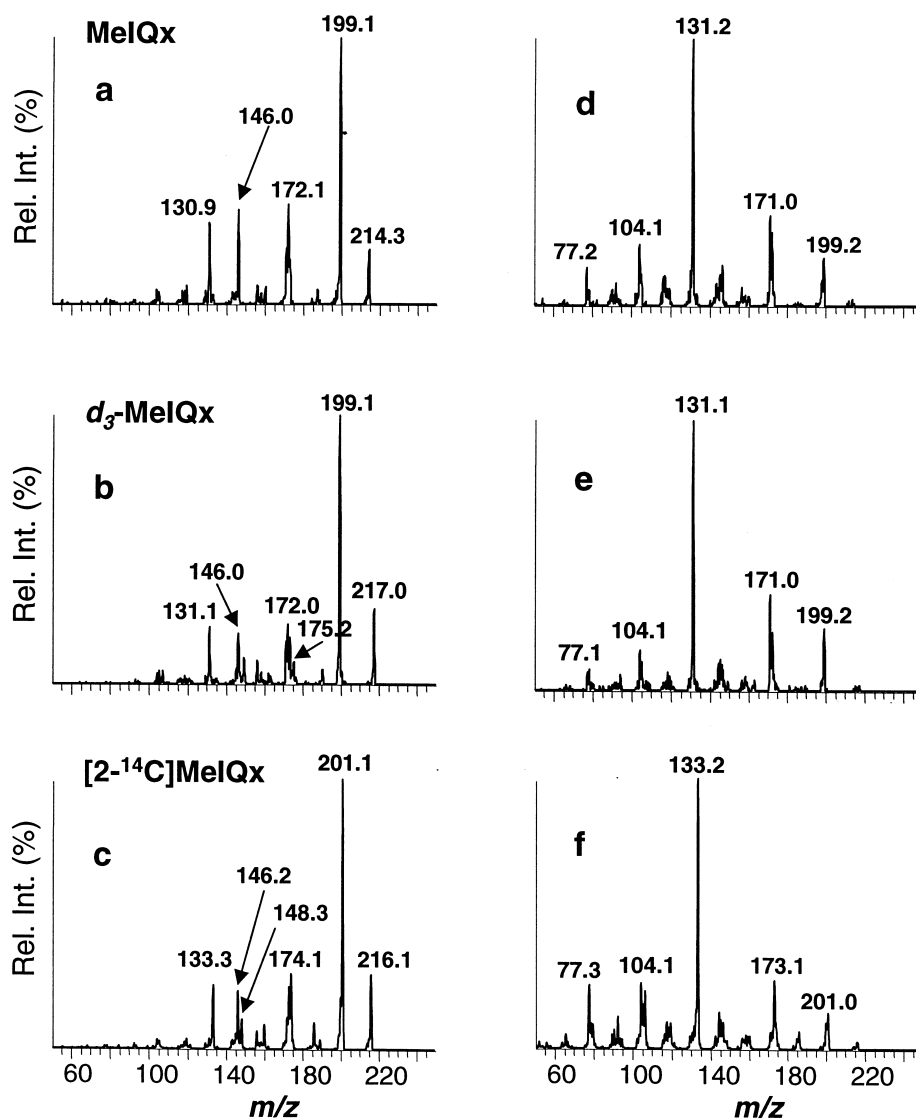 MeIQx
a
Rel. Int. (%)
199.1
146.0
130.9
172.1
214.3
d
131.2
171.0
104.1
77.2
199.2
d3-MeIQx
b
Rel. Int. (%)
199.1
146.0
131.1
172.0
175.2
217.0
e
131.1
171.0
104.1
77.1
199.2
[2-14C]MeIQx
c
Rel. Int. (%)
201.1
146.2
148.3
133.3
174.1
216.1
60 100 140 180 220
m/z
f
133.2
77.3
104.1
173.1
201.0
60 100 140 180 220
m/z